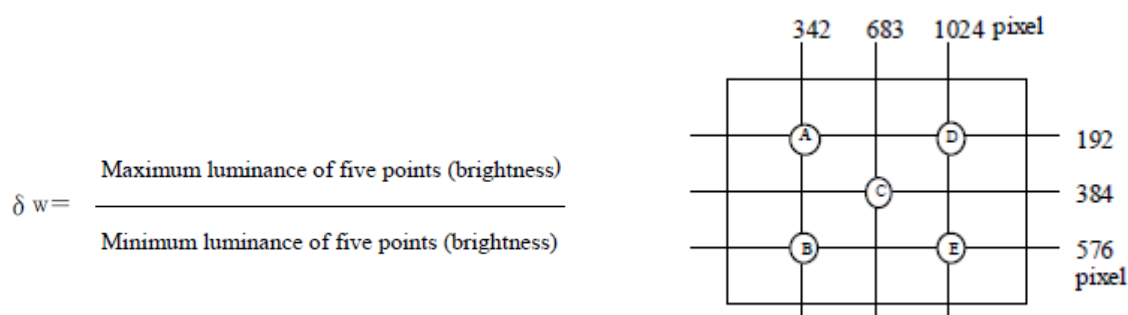 342 683 1024 pixel
A D 192
Maximum luminance of five points (brightness)
δ w=
C 384
Minimum luminance of five points (brightness)
B E 576
pixel